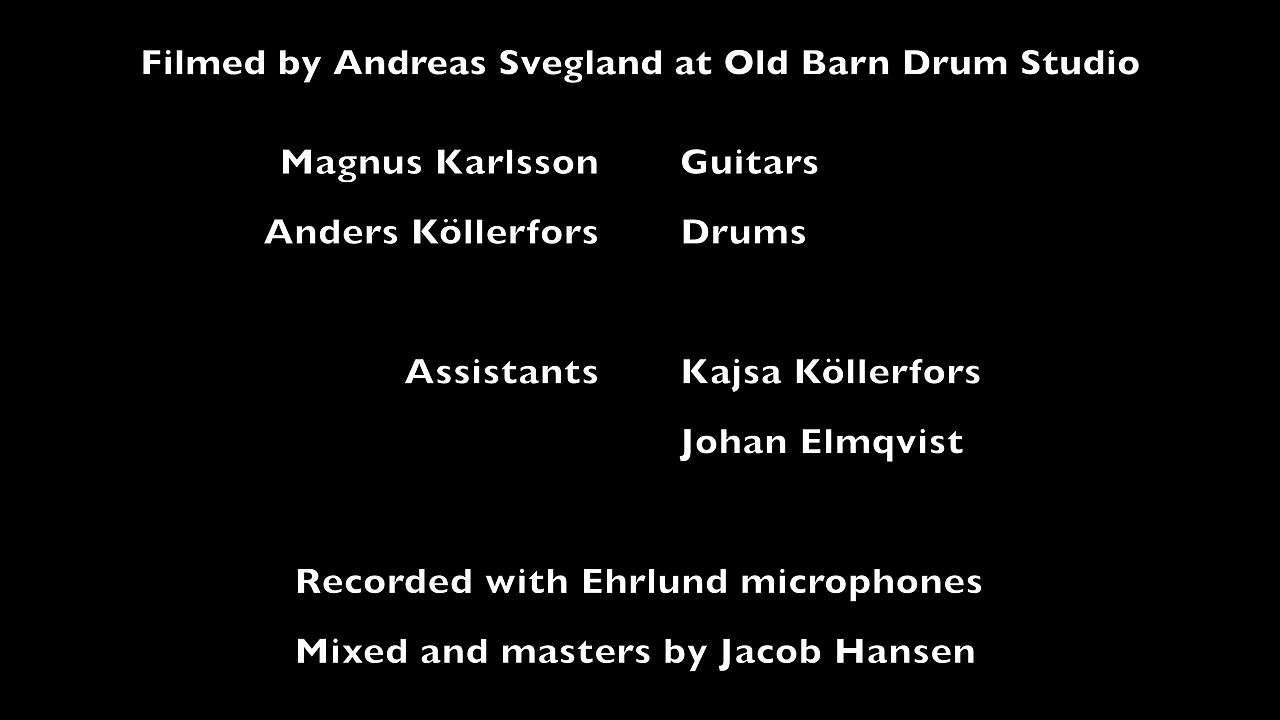 Filmed by Andreas Svegland at Old Barn Drum Studio
Magnus Karlsson Guitars
Anders Köllerfors Drums
Assistants Kajsa Köllerfors
Johan Elmqvist
Recorded with Ehrlund microphones
Mixed and masters by Jacob Hansen